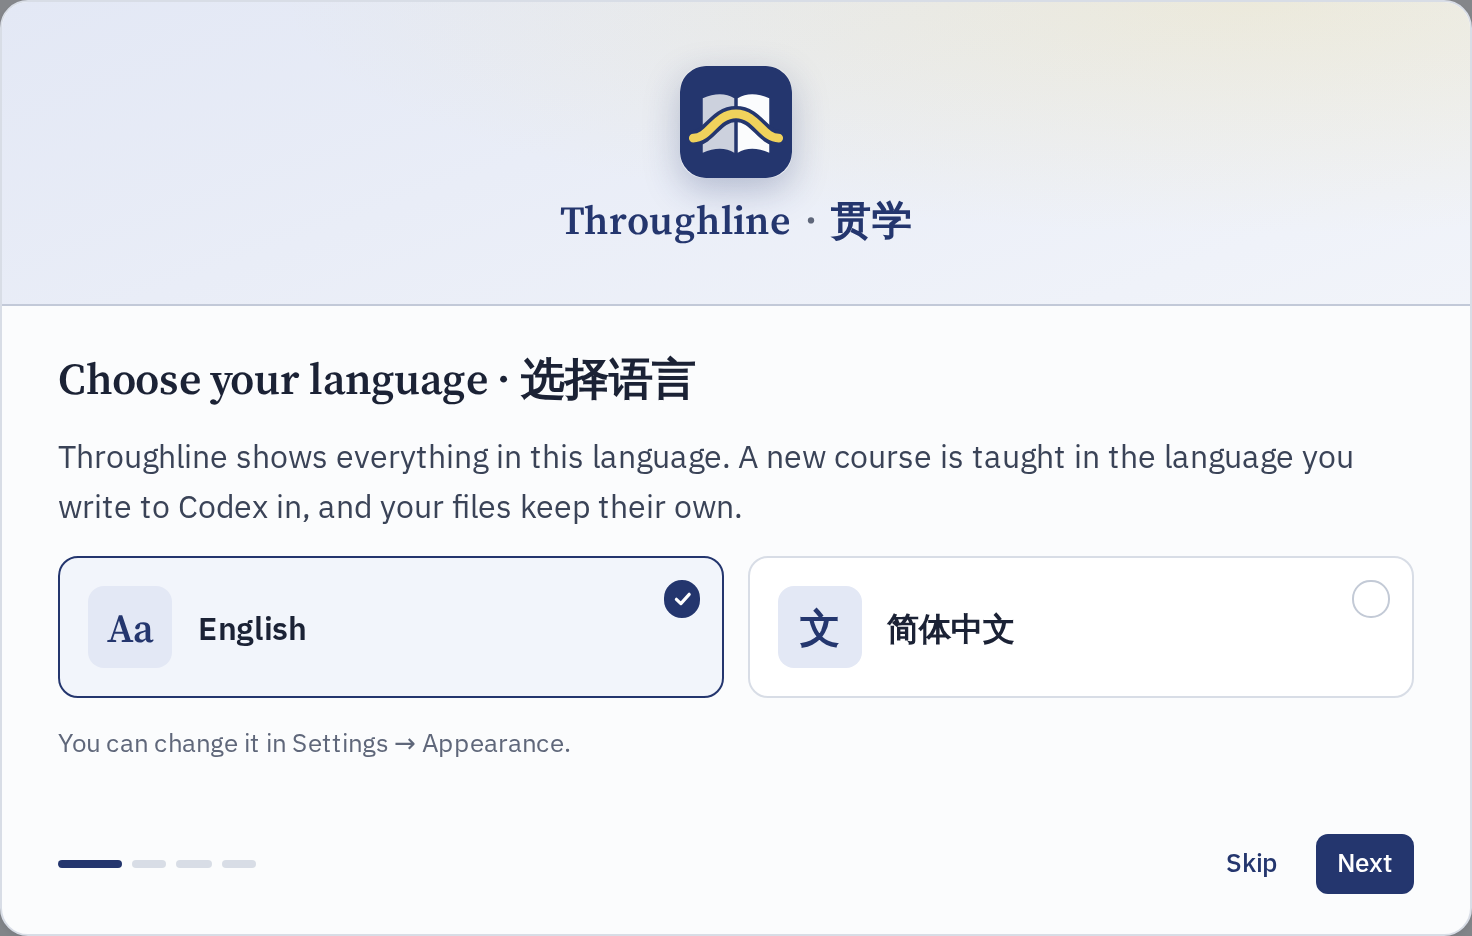 Throughline · 贯学
Choose your language · 选择语言
Throughline shows everything in this language. A new course is taught in the language you
write to Codex in, and your files keep their own.
Aa English
文 简体中文
You can change it in Settings → Appearance.
Skip Next